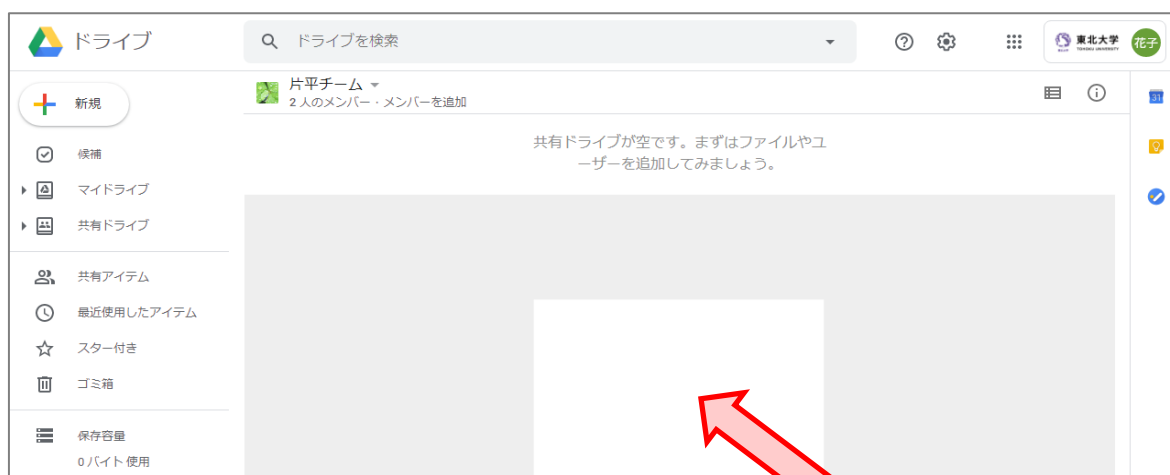 ドライブ
ドライブを検索
東北大学
TOHOKU UNIVERSITY
花子
新規
片平チーム
2 人のメンバー・メンバーを追加
31
候補
マイドライブ
共有ドライブ
共有アイテム
最近使用したアイテム
スター付き
ゴミ箱
保存容量
0 バイト 使用
共有ドライブが空です。まずはファイルやユ
ーザーを追加してみましょう。